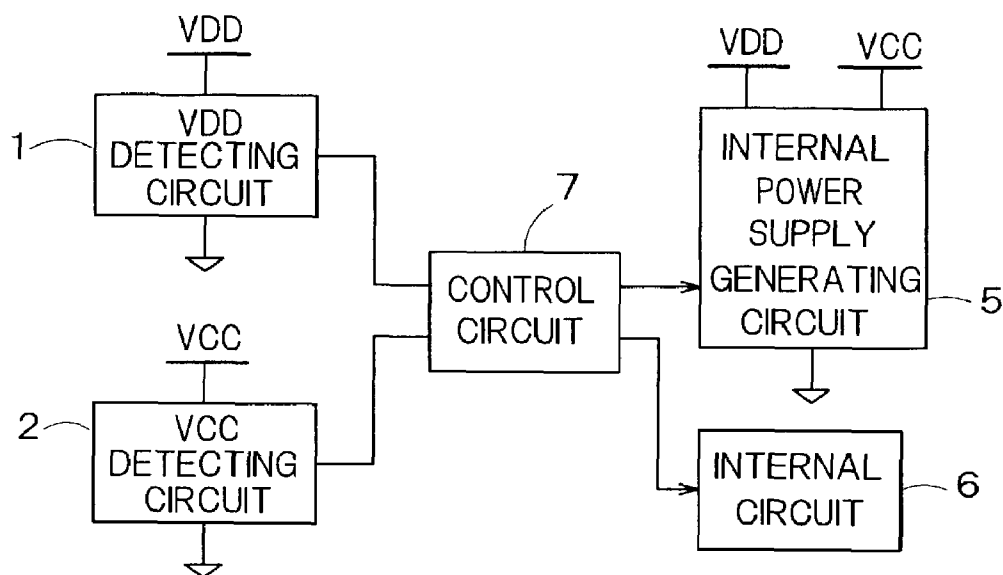 VDD
1
VDD
DETECTING
CIRCUIT
VCC
2
VCC
DETECTING
CIRCUIT
7
CONTROL
CIRCUIT
VDD
VCC
INTERNAL
POWER
SUPPLY
GENERATING
CIRCUIT
5
INTERNAL
CIRCUIT
6